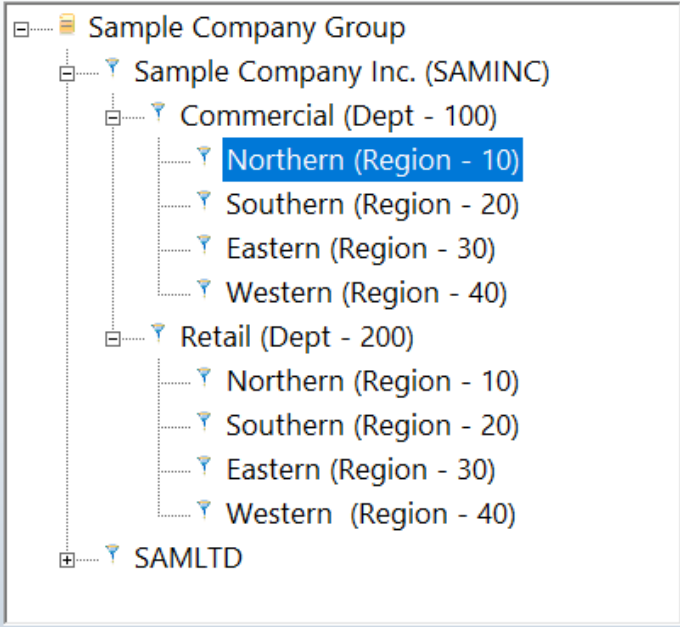 Sample Company Group
Sample Company Inc. (SAMINC)
Commercial (Dept - 100)
Northern (Region - 10)
Southern (Region - 20)
Eastern (Region - 30)
Western (Region - 40)
Retail (Dept - 200)
Northern (Region - 10)
Southern (Region - 20)
Eastern (Region - 30)
Western  (Region - 40)
SAMLTD